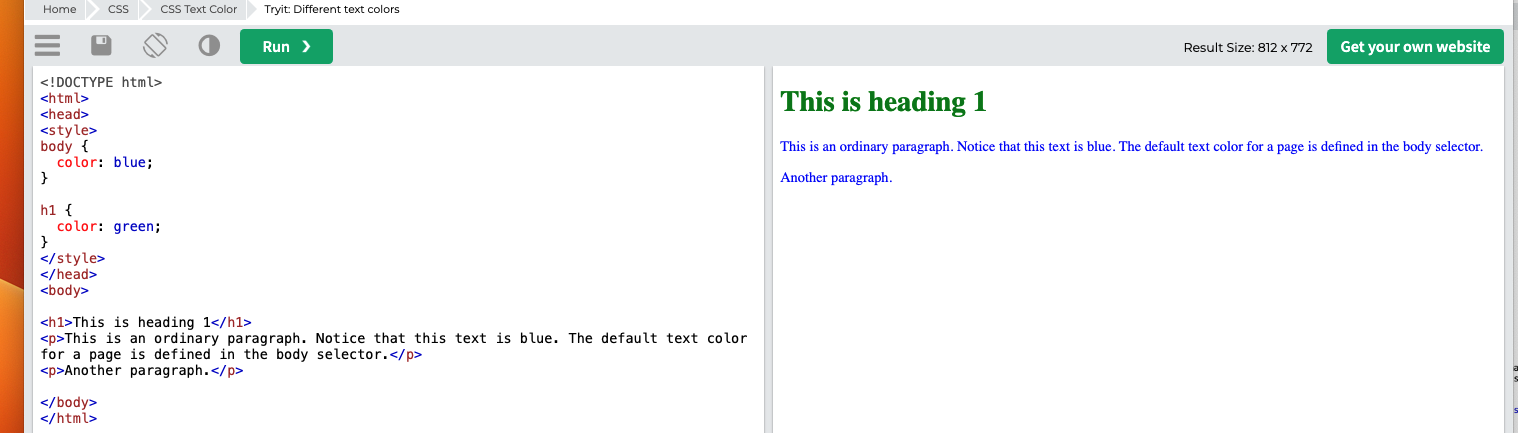 Home CSS CSS Text Color Tryit: Different text colors
Run ❯ Result Size: 812 x 772 Get your own website
<!DOCTYPE html>
<html>
<head>
<style>
body {
  color: blue;
}

h1 {
  color: green;
}
</style>
</head>
<body>

<h1>This is heading 1</h1>
<p>This is an ordinary paragraph. Notice that this text is blue. The default text color
for a page is defined in the body selector.</p>
<p>Another paragraph.</p>

</body>
</html>
This is heading 1
This is an ordinary paragraph. Notice that this text is blue. The default text color for a page is defined in the body selector.
Another paragraph.